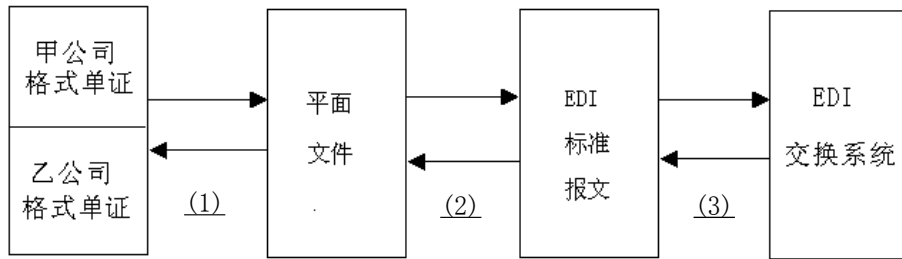 甲公司
格式单证
乙公司
格式单证
(1)
平面
文件
.
(2)
EDI
标准
报文
(3)
EDI
交换系统